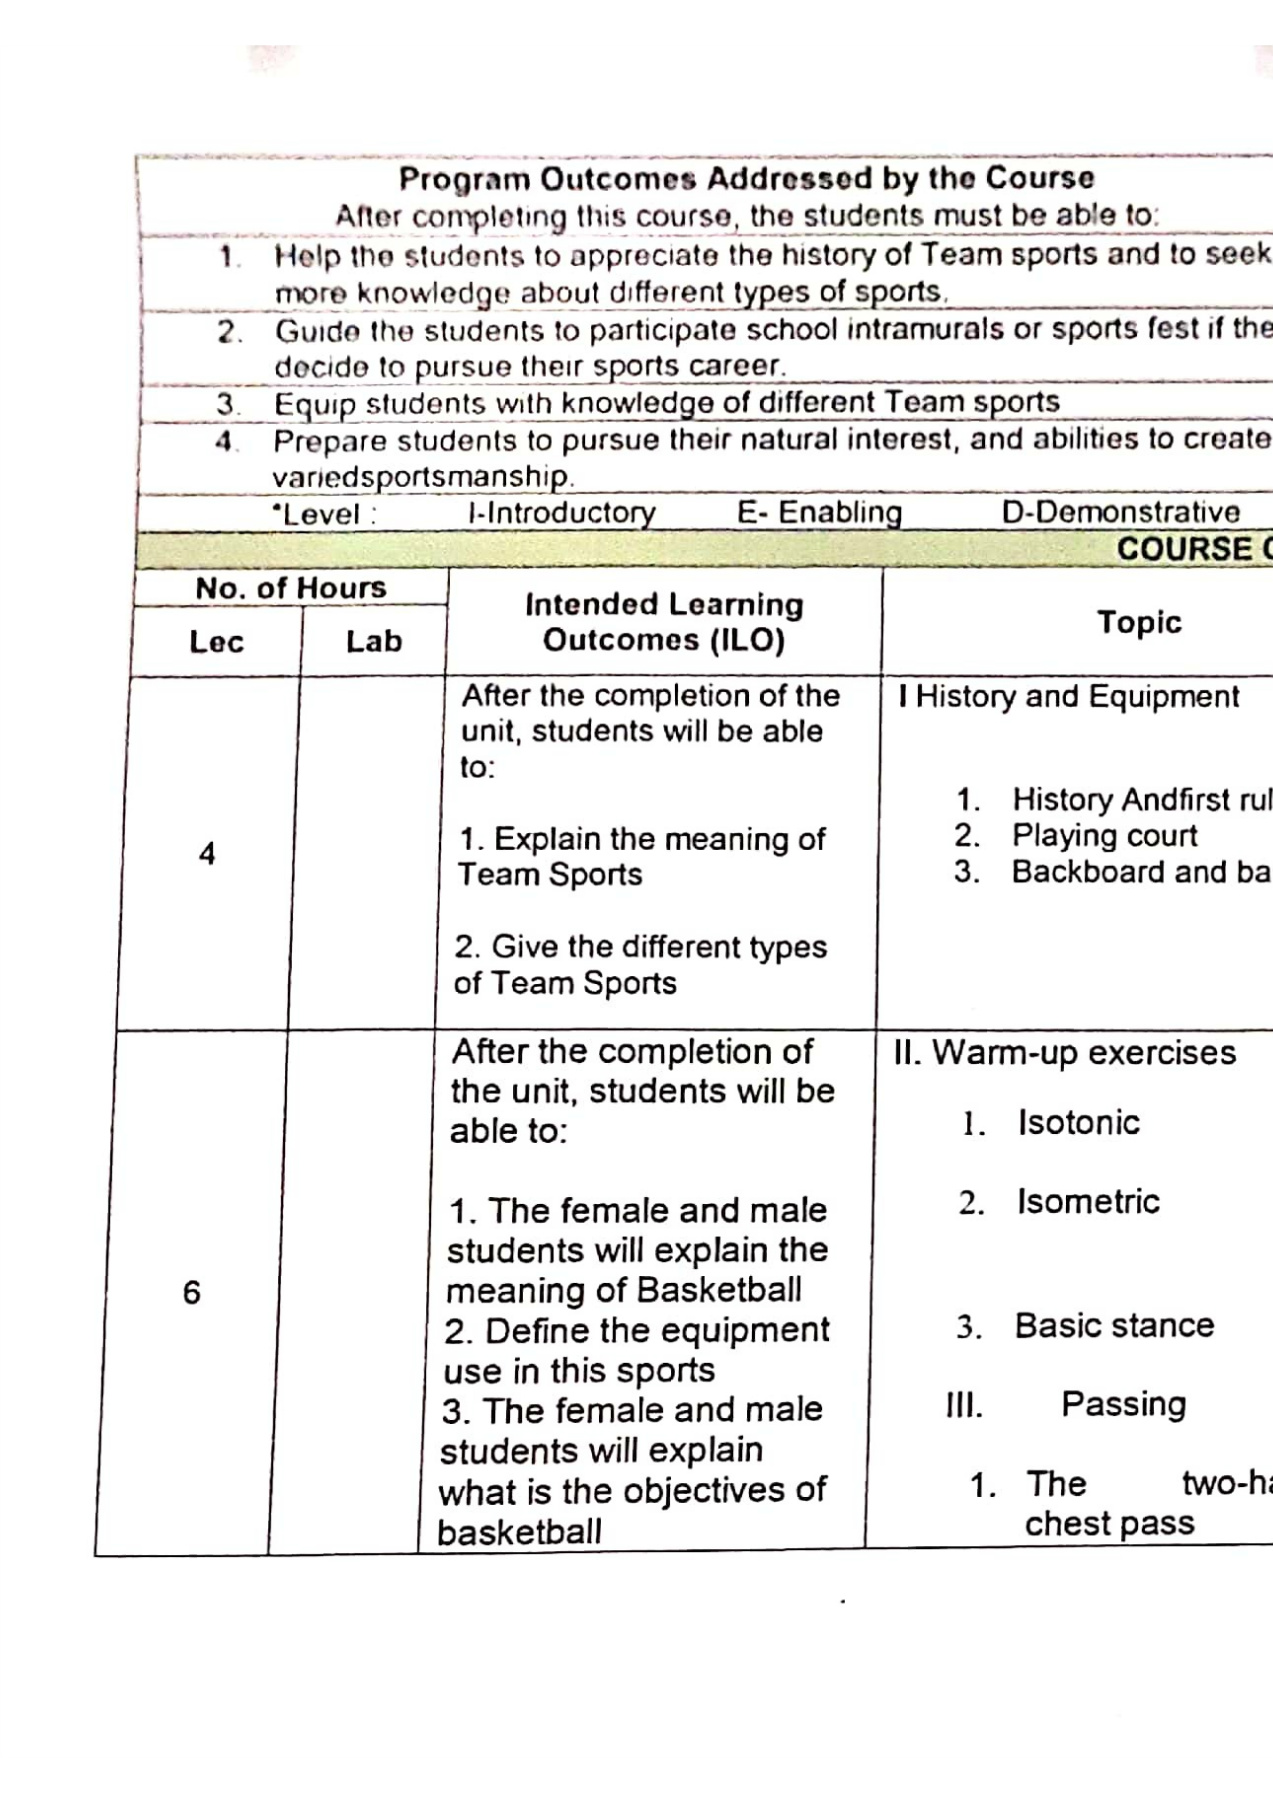 Program Outcomes Addressed by the Course
After completing this course, the students must be able to:
1. Help the students to appreciate the history of Team sports and to seek
more knowledge about different types of sports.
2. Guide the students to participate school intramurals or sports fest if the
decide to pursue their sports career.
3. Equip students with knowledge of different Team sports
4. Prepare students to pursue their natural interest, and abilities to create
variedsportsmanship.
*Level : I-Introductory E- Enabling D-Demonstrative
COURSE
No. of Hours
Lec Lab
Intended Learning
Outcomes (ILO)
Topic
4
After the completion of the
unit, students will be able
to:
1. Explain the meaning of
Team Sports
2. Give the different types
of Team Sports
I History and Equipment
1. History Andfirst rul
2. Playing court
3. Backboard and ba
6
After the completion of
the unit, students will be
able to:
1. The female and male
students will explain the
meaning of Basketball
2. Define the equipment
use in this sports
3. The female and male
students will explain
what is the objectives of
basketball
II. Warm-up exercises
1. Isotonic
2. Isometric
3. Basic stance
III. Passing
1. The two-ha
chest pass